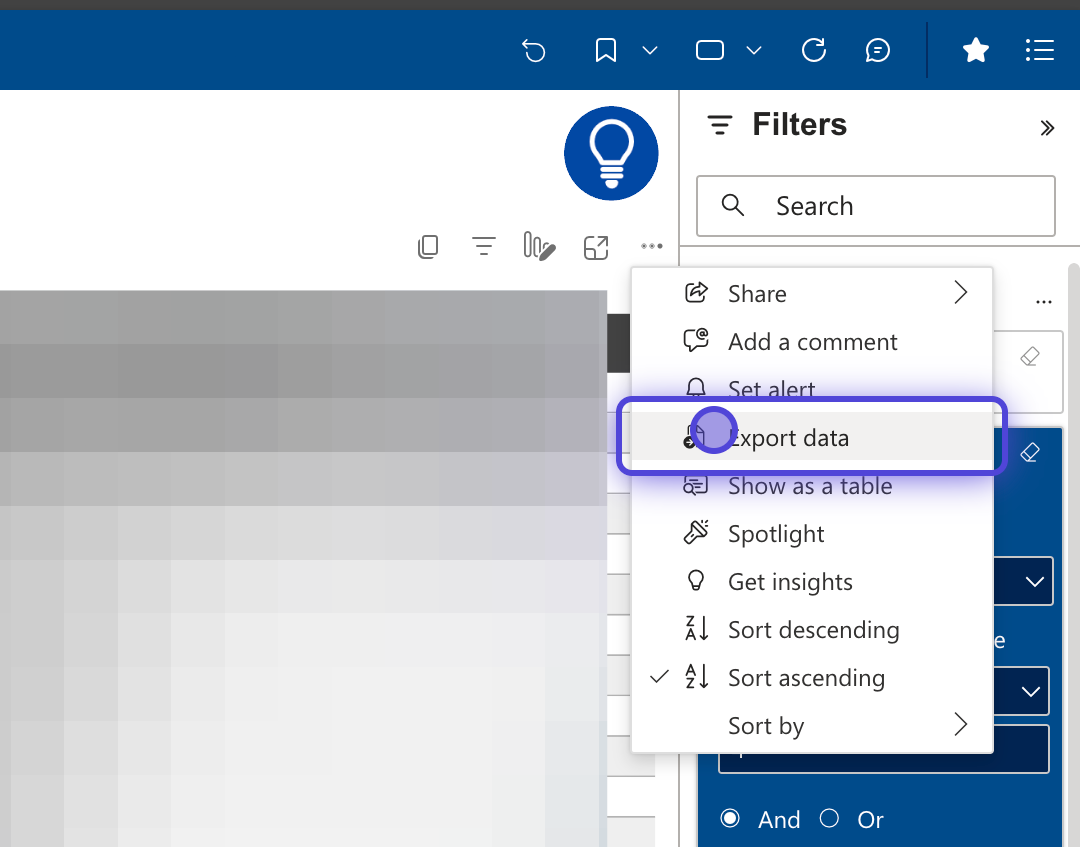 Filters
Search
Share
Add a comment
Set alert
Export data
Show as a table
Spotlight
Get insights
Sort descending
Sort ascending
Sort by
And Or